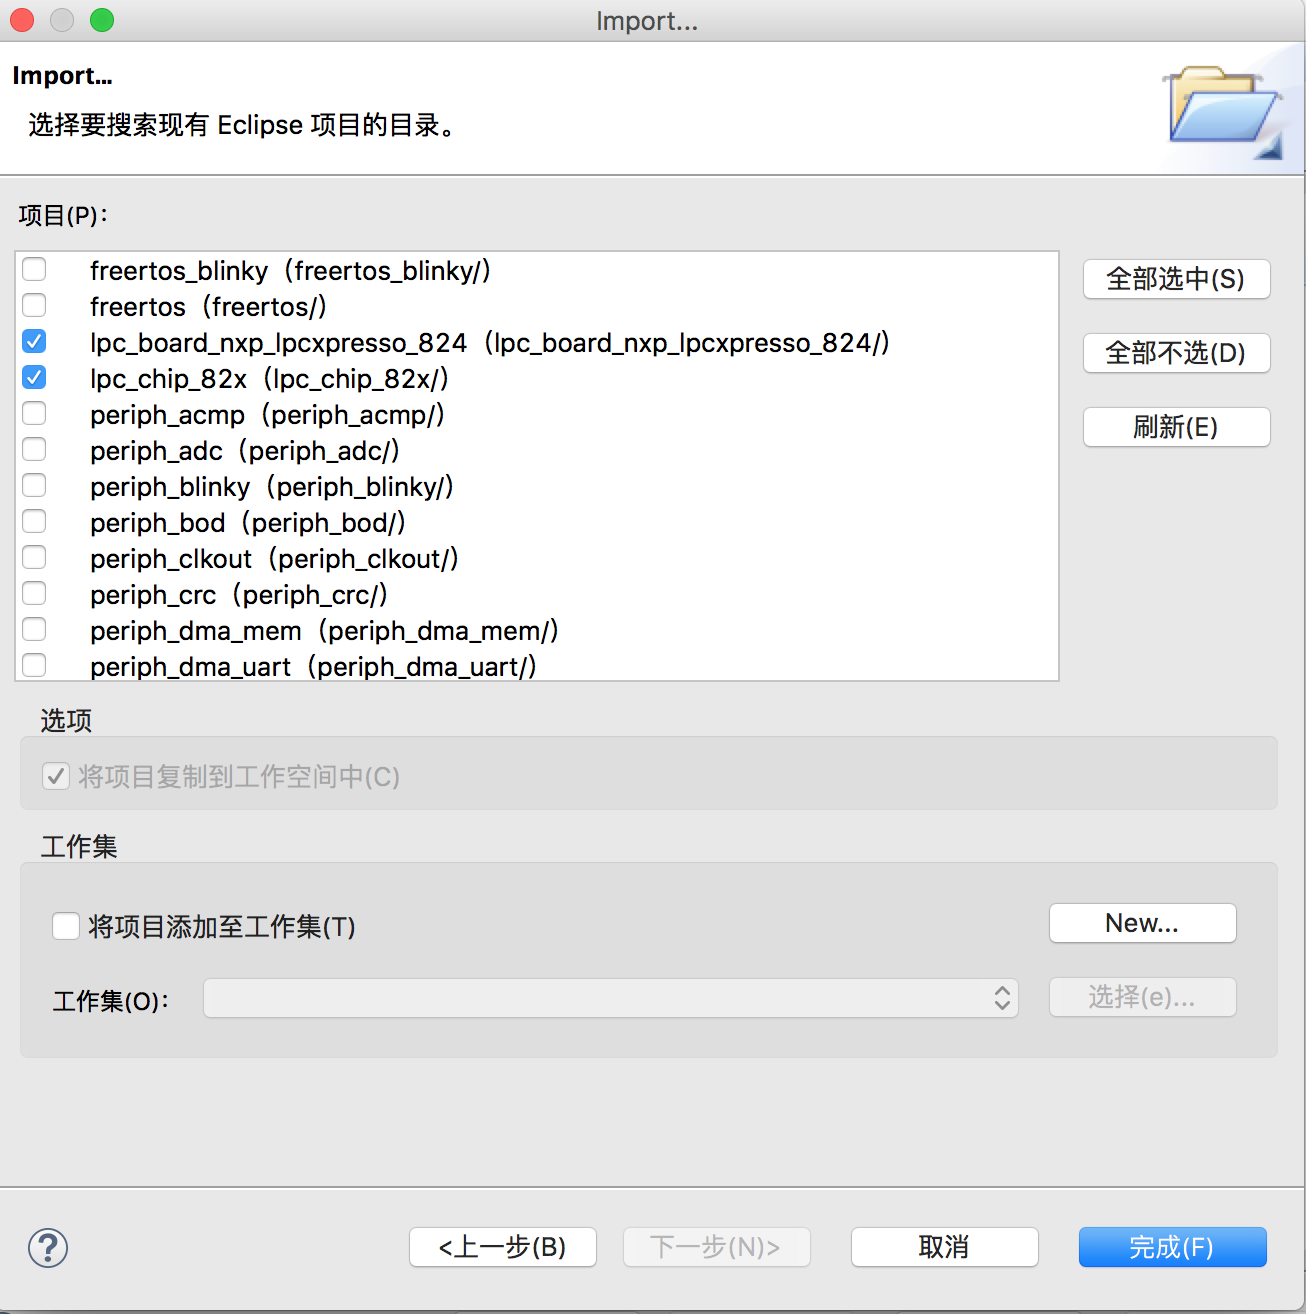 Import...
Import...
选择要搜索现有 Eclipse 项目的目录。
项目(P):
freertos_blinky（freertos_blinky/）
freertos（freertos/）
lpc_board_nxp_lpcxpresso_824（lpc_board_nxp_lpcxpresso_824/）
lpc_chip_82x（lpc_chip_82x/）
periph_acmp（periph_acmp/）
periph_adc（periph_adc/）
periph_blinky（periph_blinky/）
periph_bod（periph_bod/）
periph_clkout（periph_clkout/）
periph_crc（periph_crc/）
periph_dma_mem（periph_dma_mem/）
periph_dma_uart（periph_dma_uart/）
全部选中(S)
全部不选(D)
刷新(E)
选项
将项目复制到工作空间中(C)
工作集
将项目添加至工作集(T)
New...
工作集(O):
选择(e)...
?
<上一步(B)
下一步(N)>
取消
完成(F)